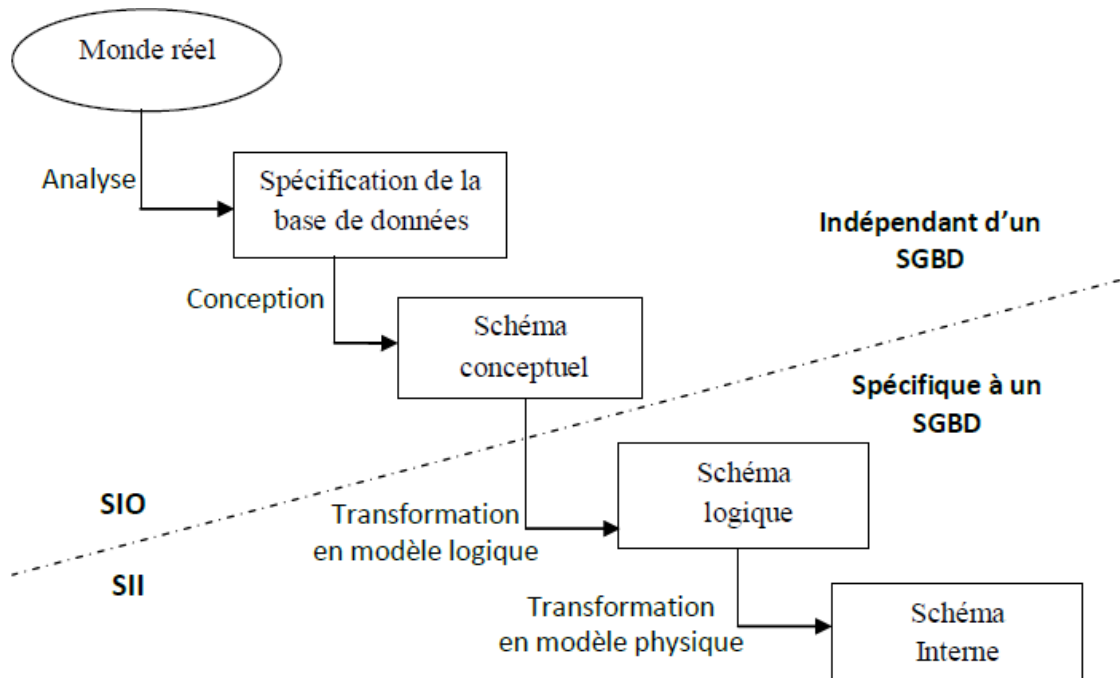 Monde réel
Analyse
Spécification de la
base de données
Indépendant d’un
SGBD
Conception
Schéma
conceptuel
Spécifique à un
SGBD
SIO
Schéma
logique
Transformation
en modèle logique
SII
Transformation
en modèle physique
Schéma
Interne